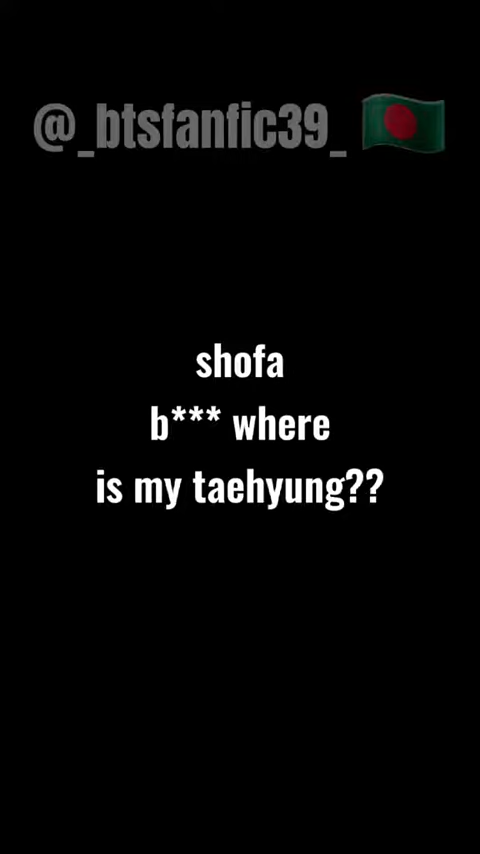 @_btsfanfic39_ 🇧🇩
shofa
b*** where
is my taehyung??